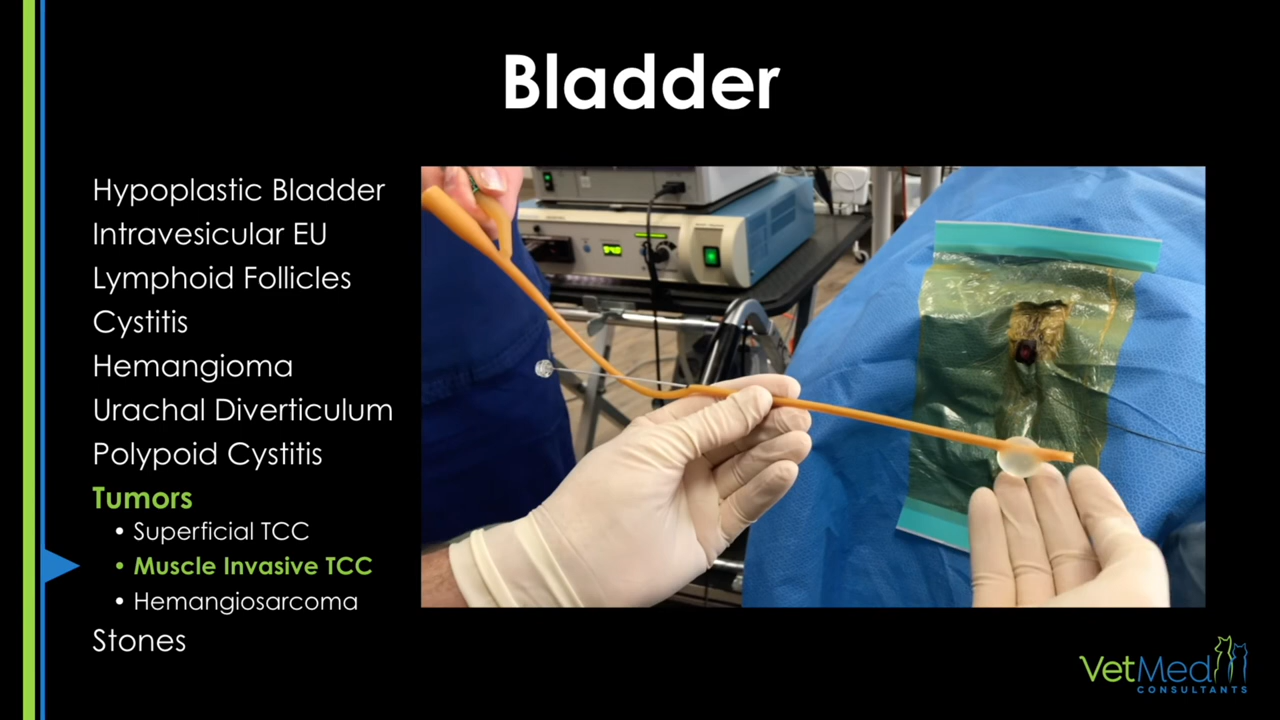 Bladder
Hypoplastic Bladder
Intravesicular EU
Lymphoid Follicles
Cystitis
Hemangioma
Urachal Diverticulum
Polypoid Cystitis
Tumors
• Superficial TCC
• Muscle Invasive TCC
• Hemangiosarcoma
Stones
VetMed
CONSULTANTS